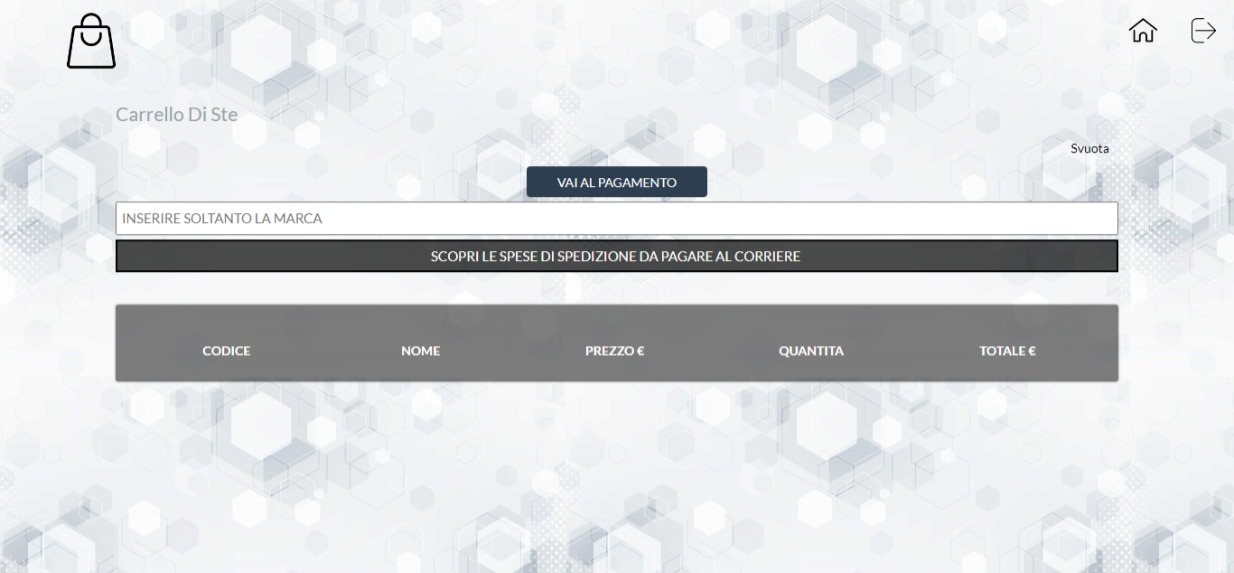 Carrello Di Ste
Svuota
VAI AL PAGAMENTO
INSERIRE SOLTANTO LA MARCA
SCOPRI LE SPESE DI SPEDIZIONE DA PAGARE AL CORRIERE
CODICE NOME PREZZO € QUANTITA TOTALE €